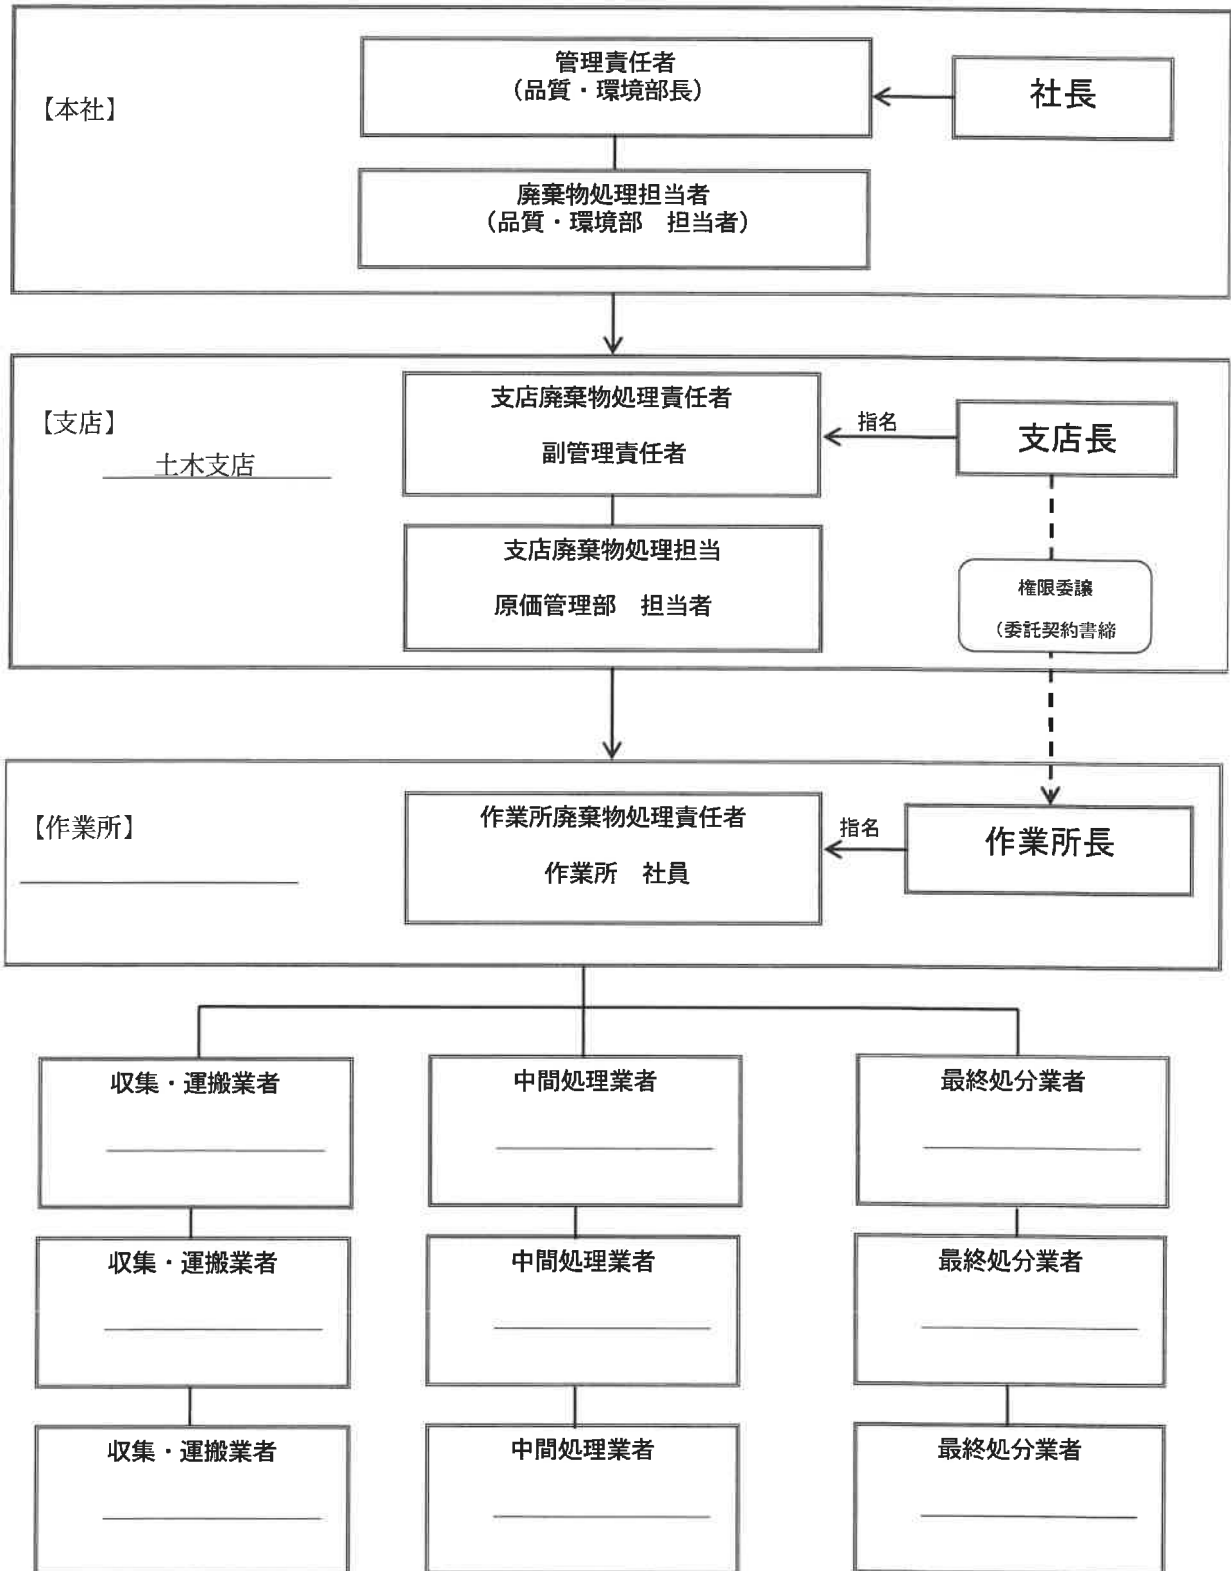 【本社】
管理責任者
(品質・環境部長)
社長
廃棄物処理担当者
(品質・環境部　担当者)
【支店】
土木支店
支店廃棄物処理責任者
副管理責任者
指名
支店長
支店廃棄物処理担当
原価管理部　担当者
権限委譲
(委託契約書締
【作業所】
作業所廃棄物処理責任者
作業所　社員
指名
作業所長
収集・運搬業者
中間処理業者
最終処分業者
収集・運搬業者
中間処理業者
最終処分業者
収集・運搬業者
中間処理業者
最終処分業者